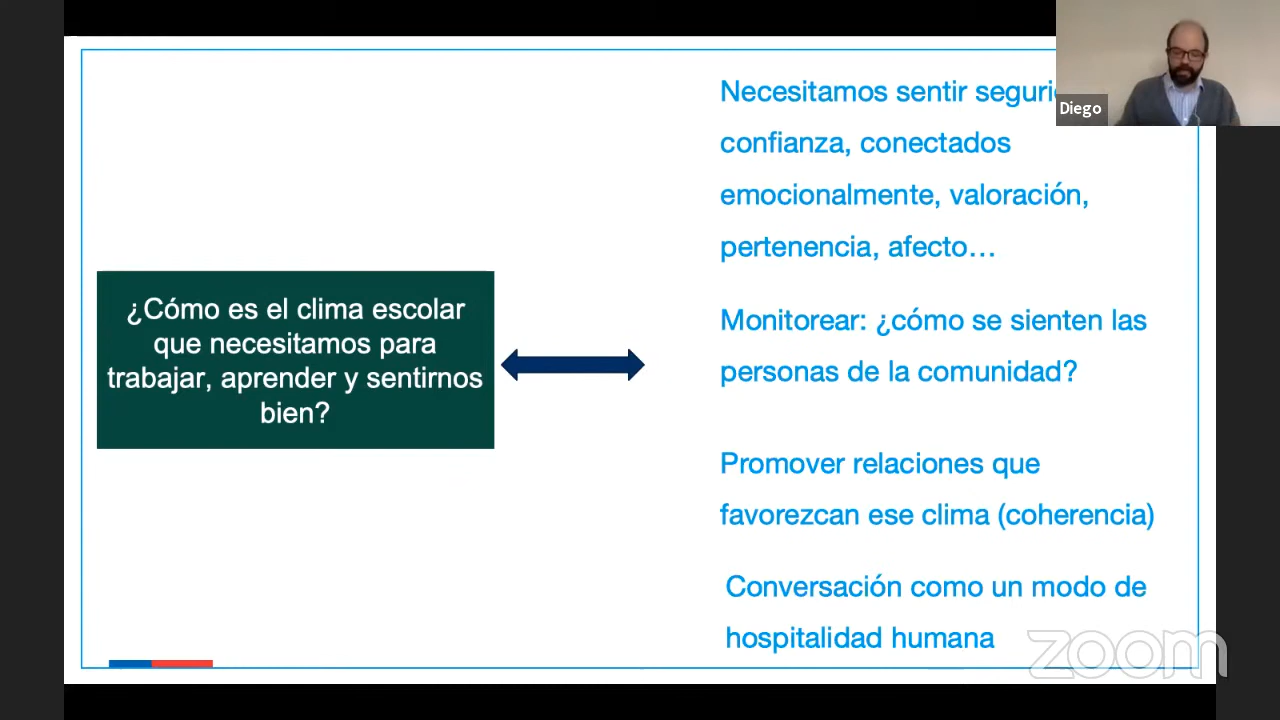 ¿Cómo es el clima escolar
que necesitamos para
trabajar, aprender y sentirnos
bien?
Necesitamos sentir
confianza, conectados
emocionalmente, valoración,
pertenencia, afecto…
Monitorear: ¿cómo se sienten las
personas de la comunidad?
Promover relaciones que
favorezcan ese clima (coherencia)
Conversación como un modo de
hospitalidad humana
Diego
zoom